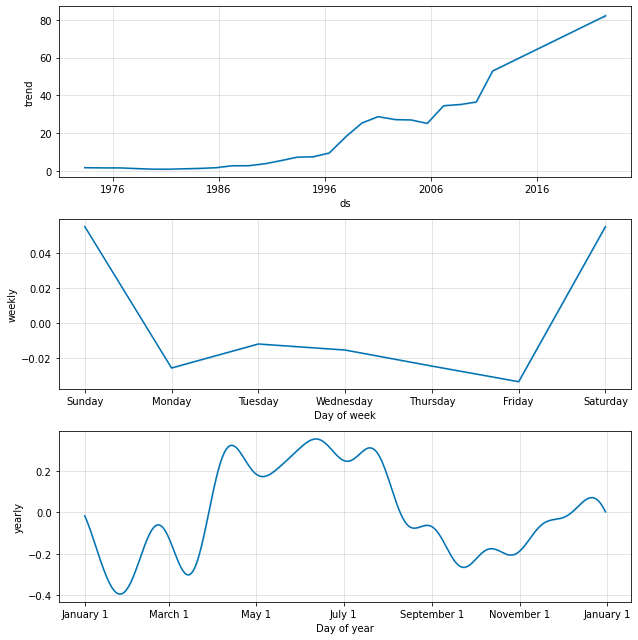 80
60
40
20
0
trend
1976 1986 1996 2006 2016
ds
0.04
0.02
0.00
−0.02
weekly
Sunday Monday Tuesday Wednesday Thursday Friday Saturday
Day of week
0.2
0.0
−0.2
−0.4
yearly
January 1 March 1 May 1 July 1 September 1 November 1 January 1
Day of year